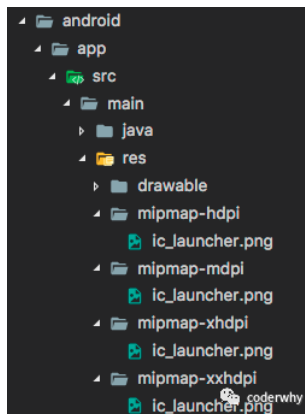 android
app
src
main
java
res
drawable
mipmap-hdpi
ic_launcher.png
mipmap-mdpi
ic_launcher.png
mipmap-xhdpi
ic_launcher.png
mipmap-xxhdpi
ic_launcher.png
coderwhy